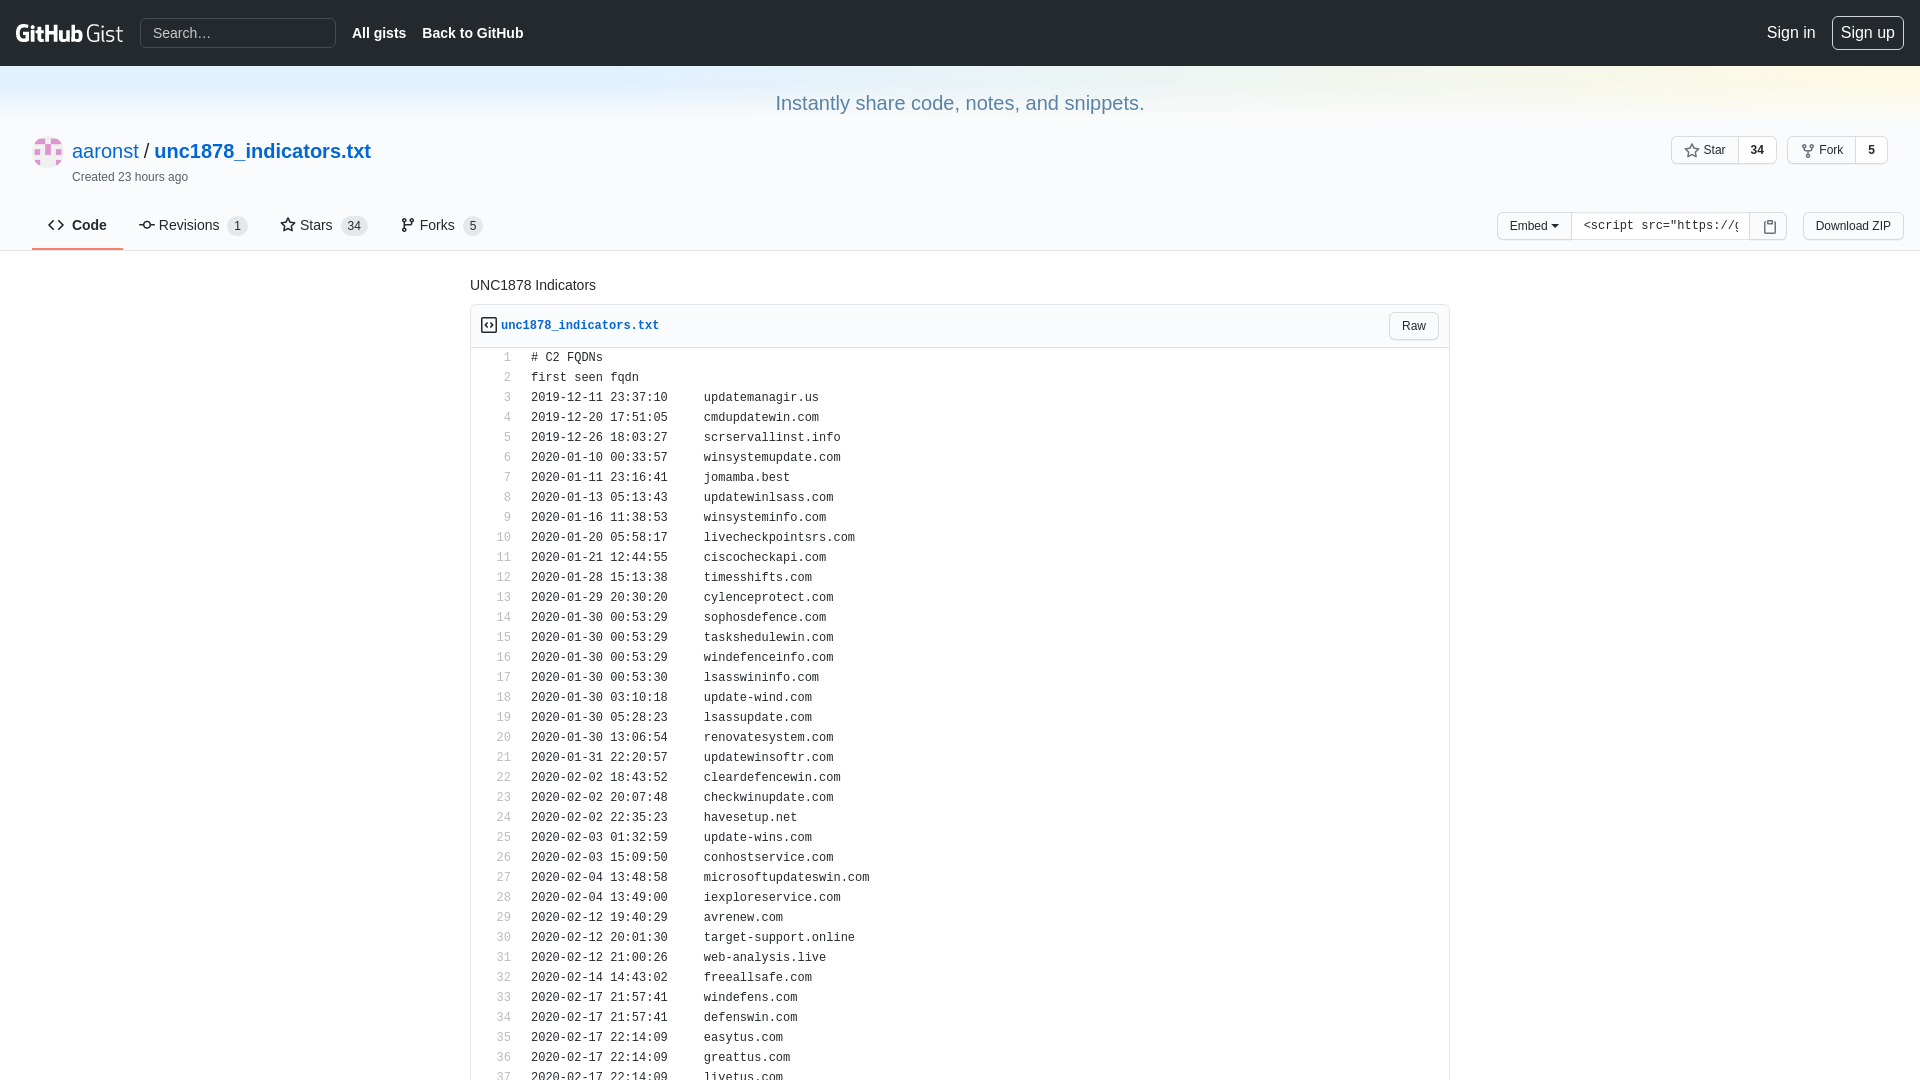 GitHub Gist Search… All gists Back to GitHub Sign in Sign up
Instantly share code, notes, and snippets.
aaronst / unc1878_indicators.txt
Star 34 Fork 5
Created 23 hours ago
Code Revisions 1 Stars 34 Forks 5
Embed <script src="https://g Download ZIP
UNC1878 Indicators
unc1878_indicators.txt Raw
1 # C2 FQDNs
2 first seen fqdn
3 2019-12-11 23:37:10 updatemanagir.us
4 2019-12-20 17:51:05 cmdupdatewin.com
5 2019-12-26 18:03:27 scrservallinst.info
6 2020-01-10 00:33:57 winsystemupdate.com
7 2020-01-11 23:16:41 jomamba.best
8 2020-01-13 05:13:43 updatewinlsass.com
9 2020-01-16 11:38:53 winsysteminfo.com
10 2020-01-20 05:58:17 livecheckpointsrs.com
11 2020-01-21 12:44:55 ciscocheckapi.com
12 2020-01-28 15:13:38 timesshifts.com
13 2020-01-29 20:30:20 cylenceprotect.com
14 2020-01-30 00:53:29 sophosdefence.com
15 2020-01-30 00:53:29 taskshedulewin.com
16 2020-01-30 00:53:29 windefenceinfo.com
17 2020-01-30 00:53:30 lsasswininfo.com
18 2020-01-30 03:10:18 update-wind.com
19 2020-01-30 05:28:23 lsassupdate.com
20 2020-01-30 13:06:54 renovatesystem.com
21 2020-01-31 22:20:57 updatewinsoftr.com
22 2020-02-02 18:43:52 cleardefencewin.com
23 2020-02-02 20:07:48 checkwinupdate.com
24 2020-02-02 22:35:23 havesetup.net
25 2020-02-03 01:32:59 update-wins.com
26 2020-02-03 15:09:50 conhostservice.com
27 2020-02-04 13:48:58 microsoftupdateswin.com
28 2020-02-04 13:49:00 iexploreservice.com
29 2020-02-12 19:40:29 avrenew.com
30 2020-02-12 20:01:30 target-support.online
31 2020-02-12 21:00:26 web-analysis.live
32 2020-02-14 14:43:02 freeallsafe.com
33 2020-02-17 21:57:41 windefens.com
34 2020-02-17 21:57:41 defenswin.com
35 2020-02-17 22:14:09 easytus.com
36 2020-02-17 22:14:09 greattus.com
37 2020-02-17 22:14:09 livetus.com